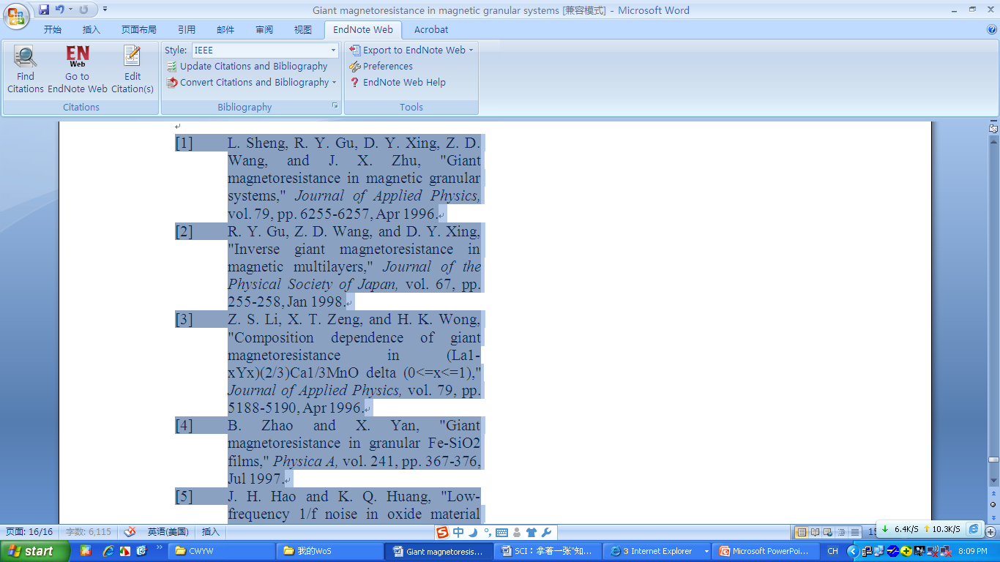 Giant magnetoresistance in magnetic granular systems [兼容模式] - Microsoft Word
开始 插入 页面布局 引用 邮件 审阅 视图 EndNote Web Acrobat
Style: IEEE
Update Citations and Bibliography
Convert Citations and Bibliography
Export to EndNote Web
Preferences
? EndNote Web Help
EN
Web
Find
Citations
Go to
EndNote Web
Edit
Citation(s)
Citations Bibliography Tools
[1] L. Sheng, R. Y. Gu, D. Y. Xing, Z. D.
Wang, and J. X. Zhu, "Giant
magnetoresistance in magnetic granular
systems," Journal of Applied Physics,
vol. 79, pp. 6255-6257, Apr 1996.
[2] R. Y. Gu, Z. D. Wang, and D. Y. Xing,
"Inverse giant magnetoresistance in
magnetic multilayers," Journal of the
Physical Society of Japan, vol. 67, pp.
255-258, Jan 1998.
[3] Z. S. Li, X. T. Zeng, and H. K. Wong,
"Composition dependence of giant
magnetoresistance in (La1-
xYx)(2/3)Ca1/3MnO delta (0<=x<=1),"
Journal of Applied Physics, vol. 79, pp.
5188-5190, Apr 1996.
[4] B. Zhao and X. Yan, "Giant
magnetoresistance in granular Fe-SiO2
films," Physica A, vol. 241, pp. 367-376,
Jul 1997.
[5] J. H. Hao and K. Q. Huang, "Low-
frequency 1/f noise in oxide material
页面: 16/16 字数: 6,115 英语(美国) 插入 中 6.4K/S 10.3K/S
start CWYW 我的WoS Giant magnetoresis... SCI：拿着一张“知... 3 Internet Explorer Microsoft PowerPoi... CH 8:09 PM